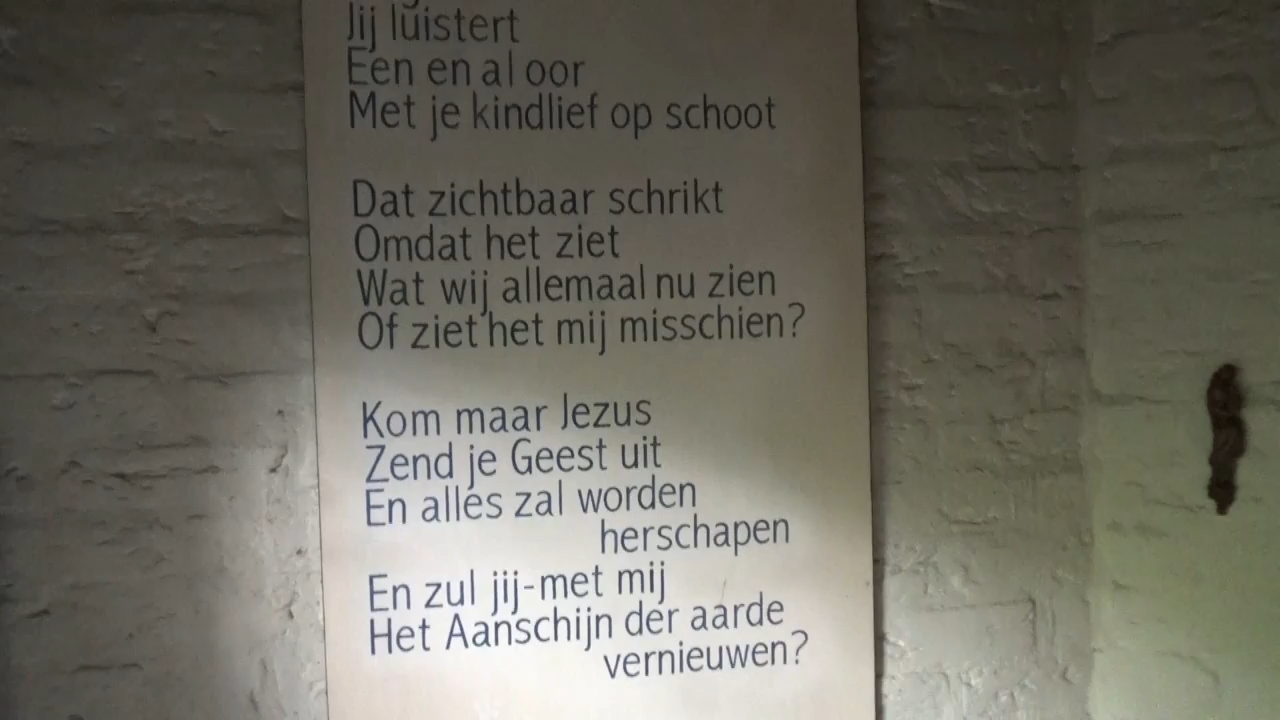 Jij luistert
Een en al oor
Met je kindlief op schoot
Dat zichtbaar schrikt
Omdat het ziet
Wat wij allemaal nu zien
Of ziet het mij misschien?
Kom maar Jezus
Zend je Geest uit
En alles zal worden
herschapen
En zul jij-met mij
Het Aanschijn der aarde
vernieuwen?